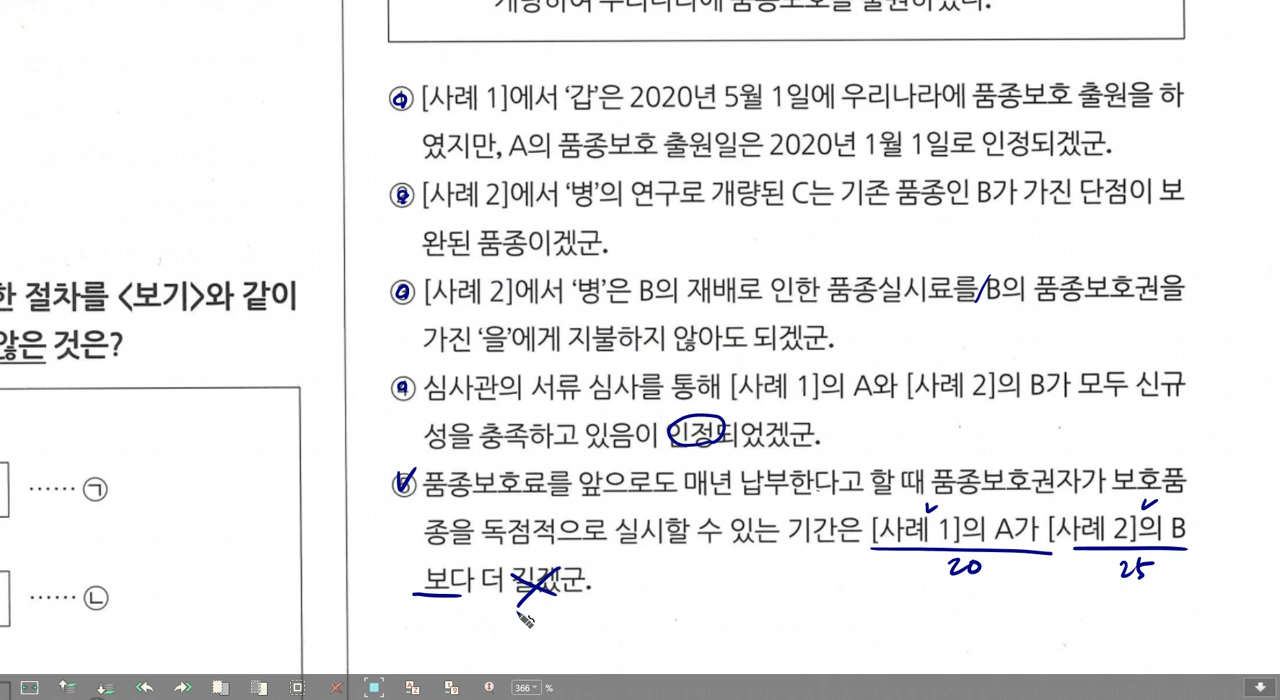 개량하여 우리나라에 품종보호를 출원하였다.
① [사례 1]에서 ‘갑’은 2020년 5월 1일에 우리나라에 품종보호 출원을 하
였지만, A의 품종보호 출원일은 2020년 1월 1일로 인정되겠군.
② [사례 2]에서 ‘병’의 연구로 개량된 C는 기존 품종인 B가 가진 단점이 보
완된 품종이겠군.
③ [사례 2]에서 ‘병’은 B의 재배로 인한 품종실시료를/B의 품종보호권을
가진 ‘을’에게 지불하지 않아도 되겠군.
④ 심사관의 서류 심사를 통해 [사례 1]의 A와 [사례 2]의 B가 모두 신규
성을 충족하고 있음이 인정되었겠군.
⑤ 품종보호료를 앞으로도 매년 납부한다고 할 때 품종보호권자가 보호품
종을 독점적으로 실시할 수 있는 기간은 [사례 1]의 A가 [사례 2]의 B
20 25
보다 더 길겠군.
한 절차를 <보기>와 같이
않은 것은?
······ ㉠
······ ㉡
366 %